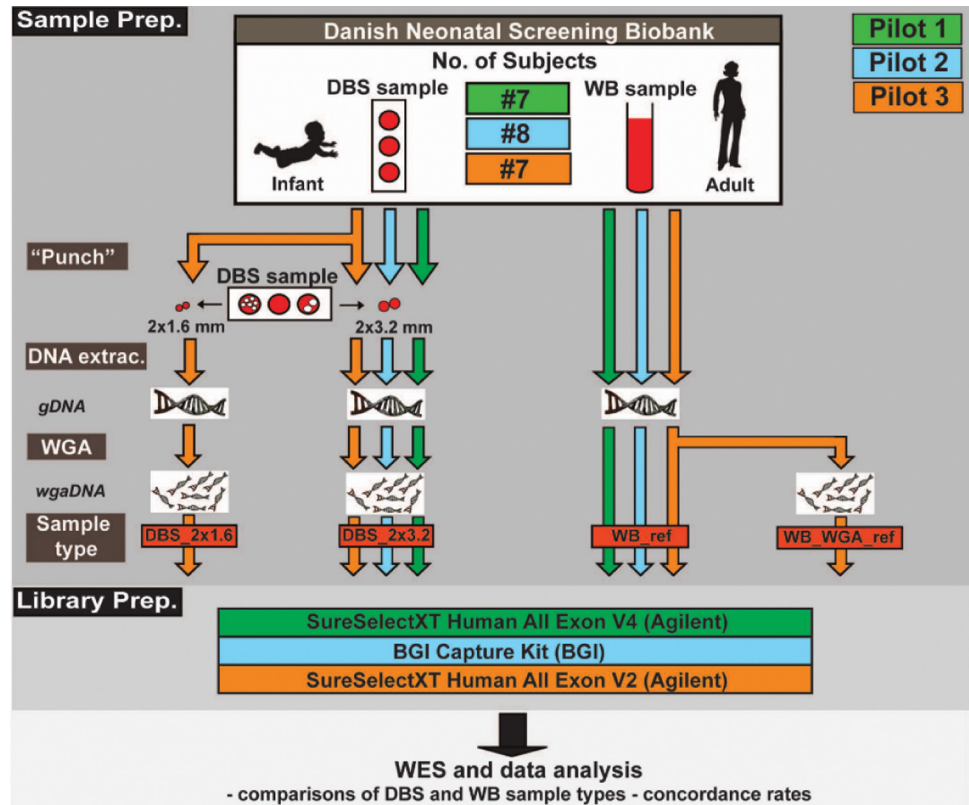 Sample Prep.
Danish Neonatal Screening Biobank
No. of Subjects
DBS sample
WB sample
#7
#8
#7
Infant
Adult
Pilot 1
Pilot 2
Pilot 3
“Punch”
DBS sample
2x1.6 mm
2x3.2 mm
DNA extrac.
gDNA
WGA
wgaDNA
Sample
type
DBS_2x1.6
DBS_2x3.2
WB_ref
WB_WGA_ref
Library Prep.
SureSelectXT Human All Exon V4 (Agilent)
BGI Capture Kit (BGI)
SureSelectXT Human All Exon V2 (Agilent)
WES and data analysis
- comparisons of DBS and WB sample types - concordance rates